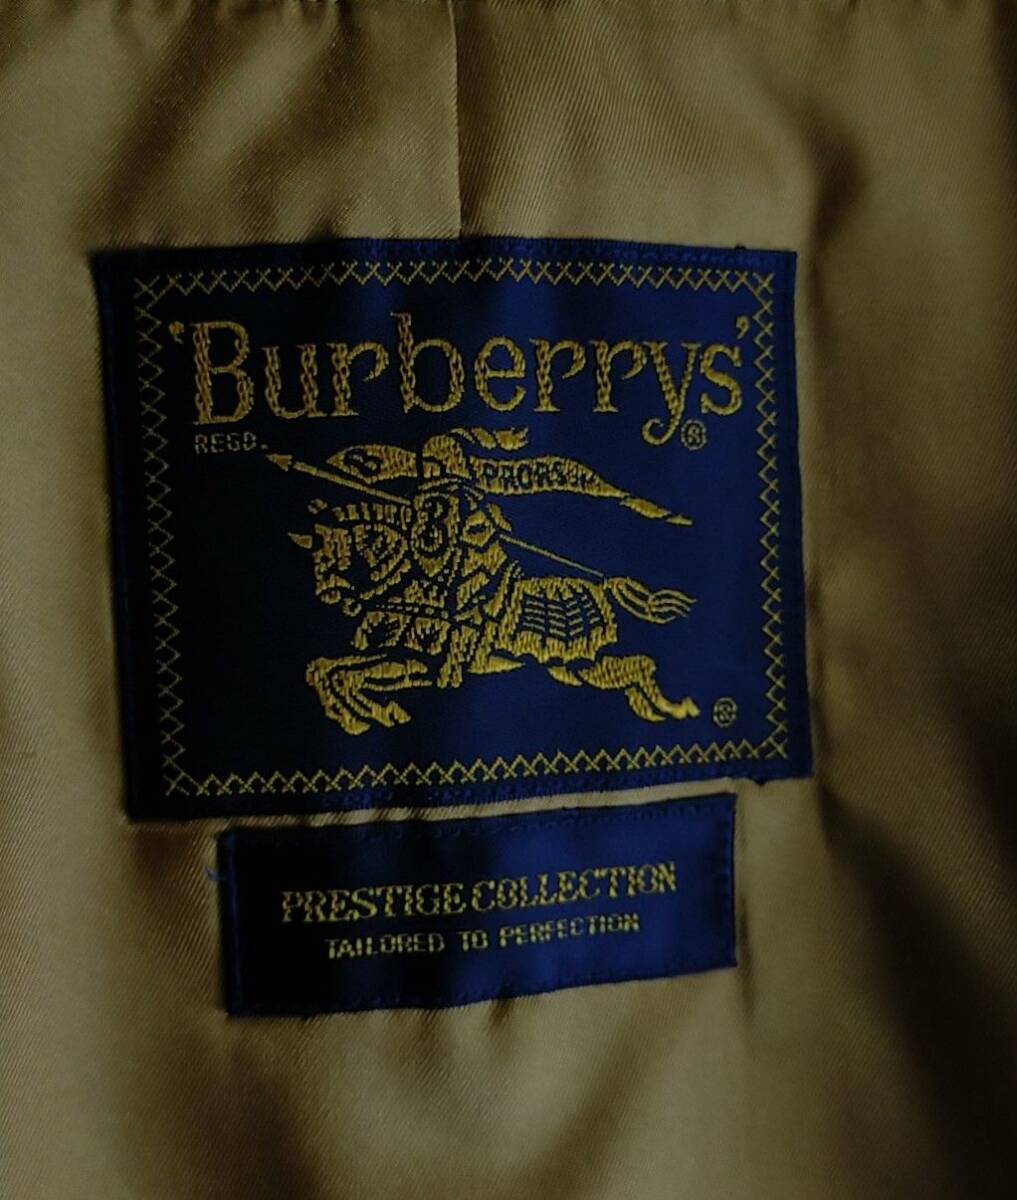 'Burberrys'
®
REGD.
B
PRORSUM
B
®
PRESTIGE COLLECTION
TAILORED TO PERFECTION